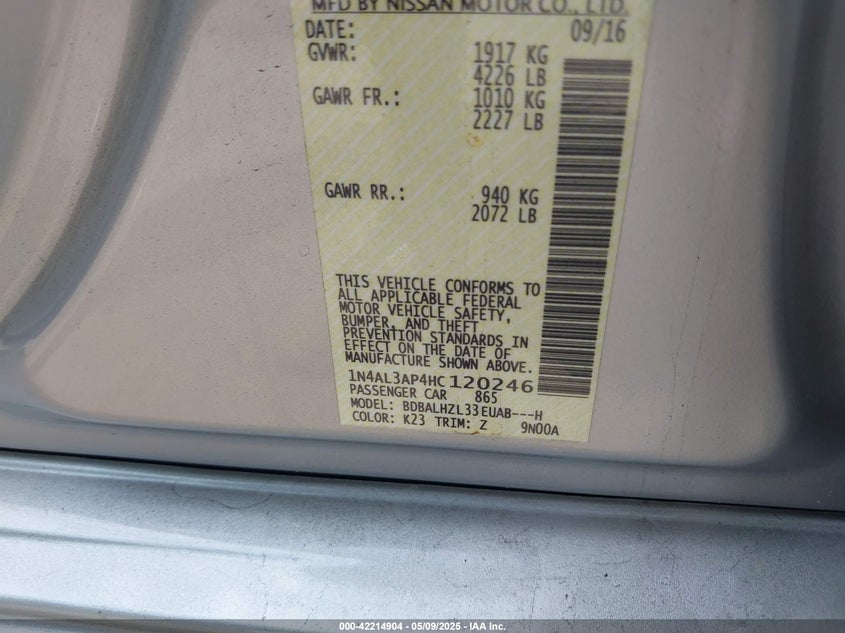 MFD BY NISSAN MOTOR CO., LTD.
DATE: 09/16
GVWR: 1917 KG
4226 LB
GAWR FR.: 1010 KG
2227 LB
GAWR RR.: 940 KG
2072 LB
THIS VEHICLE CONFORMS TO
ALL APPLICABLE FEDERAL
MOTOR VEHICLE SAFETY,
BUMPER, AND THEFT
PREVENTION STANDARDS IN
EFFECT ON THE DATE OF
MANUFACTURE SHOWN ABOVE.
1N4AL3AP4HC120246
PASSENGER CAR 865
MODEL: BDBALHZL33EUAB---H
COLOR: K23 TRIM: Z 9N00A
000-42214904 - 05/09/2025 - IAA Inc.